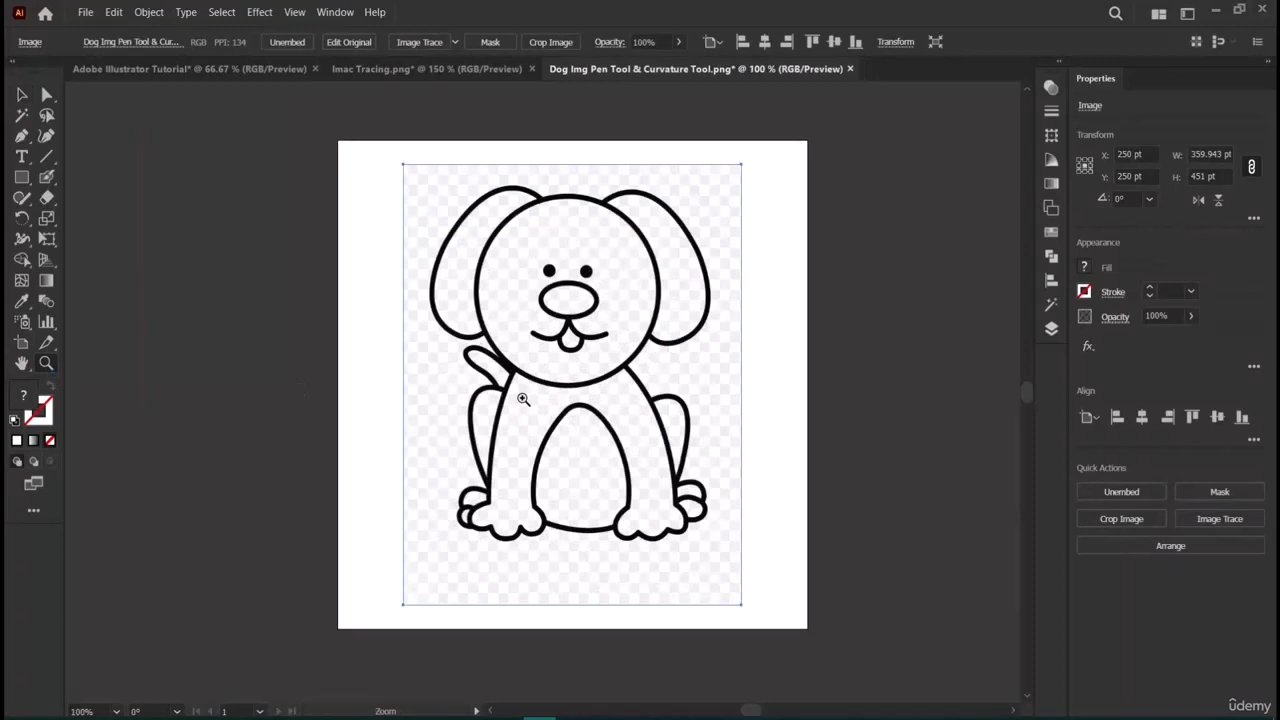 Ai File Edit Object Type Select Effect View Window Help
Image Dog Img Pen Tool & Cur... RGB PPI: 134 Unembed Edit Original Image Trace Mask Crop Image Opacity: 100% Transform
Adobe Illustrator Tutorial* @ 66.67 % (RGB/Preview) Imac Tracing.png* @ 150 % (RGB/Preview) Dog Img Pen Tool & Curvature Tool.png* @ 100 % (RGB/Preview)
Properties
Image
Transform
X: 250 pt W: 359.943 pt
Y: 250 pt H: 451 pt
0°
Appearance
? Fill
Stroke
Opacity 100%
fx.
Align
?
Quick Actions
Unembed Mask
Crop Image Image Trace
Arrange
100% 0° 1 Zoom
ûdemy